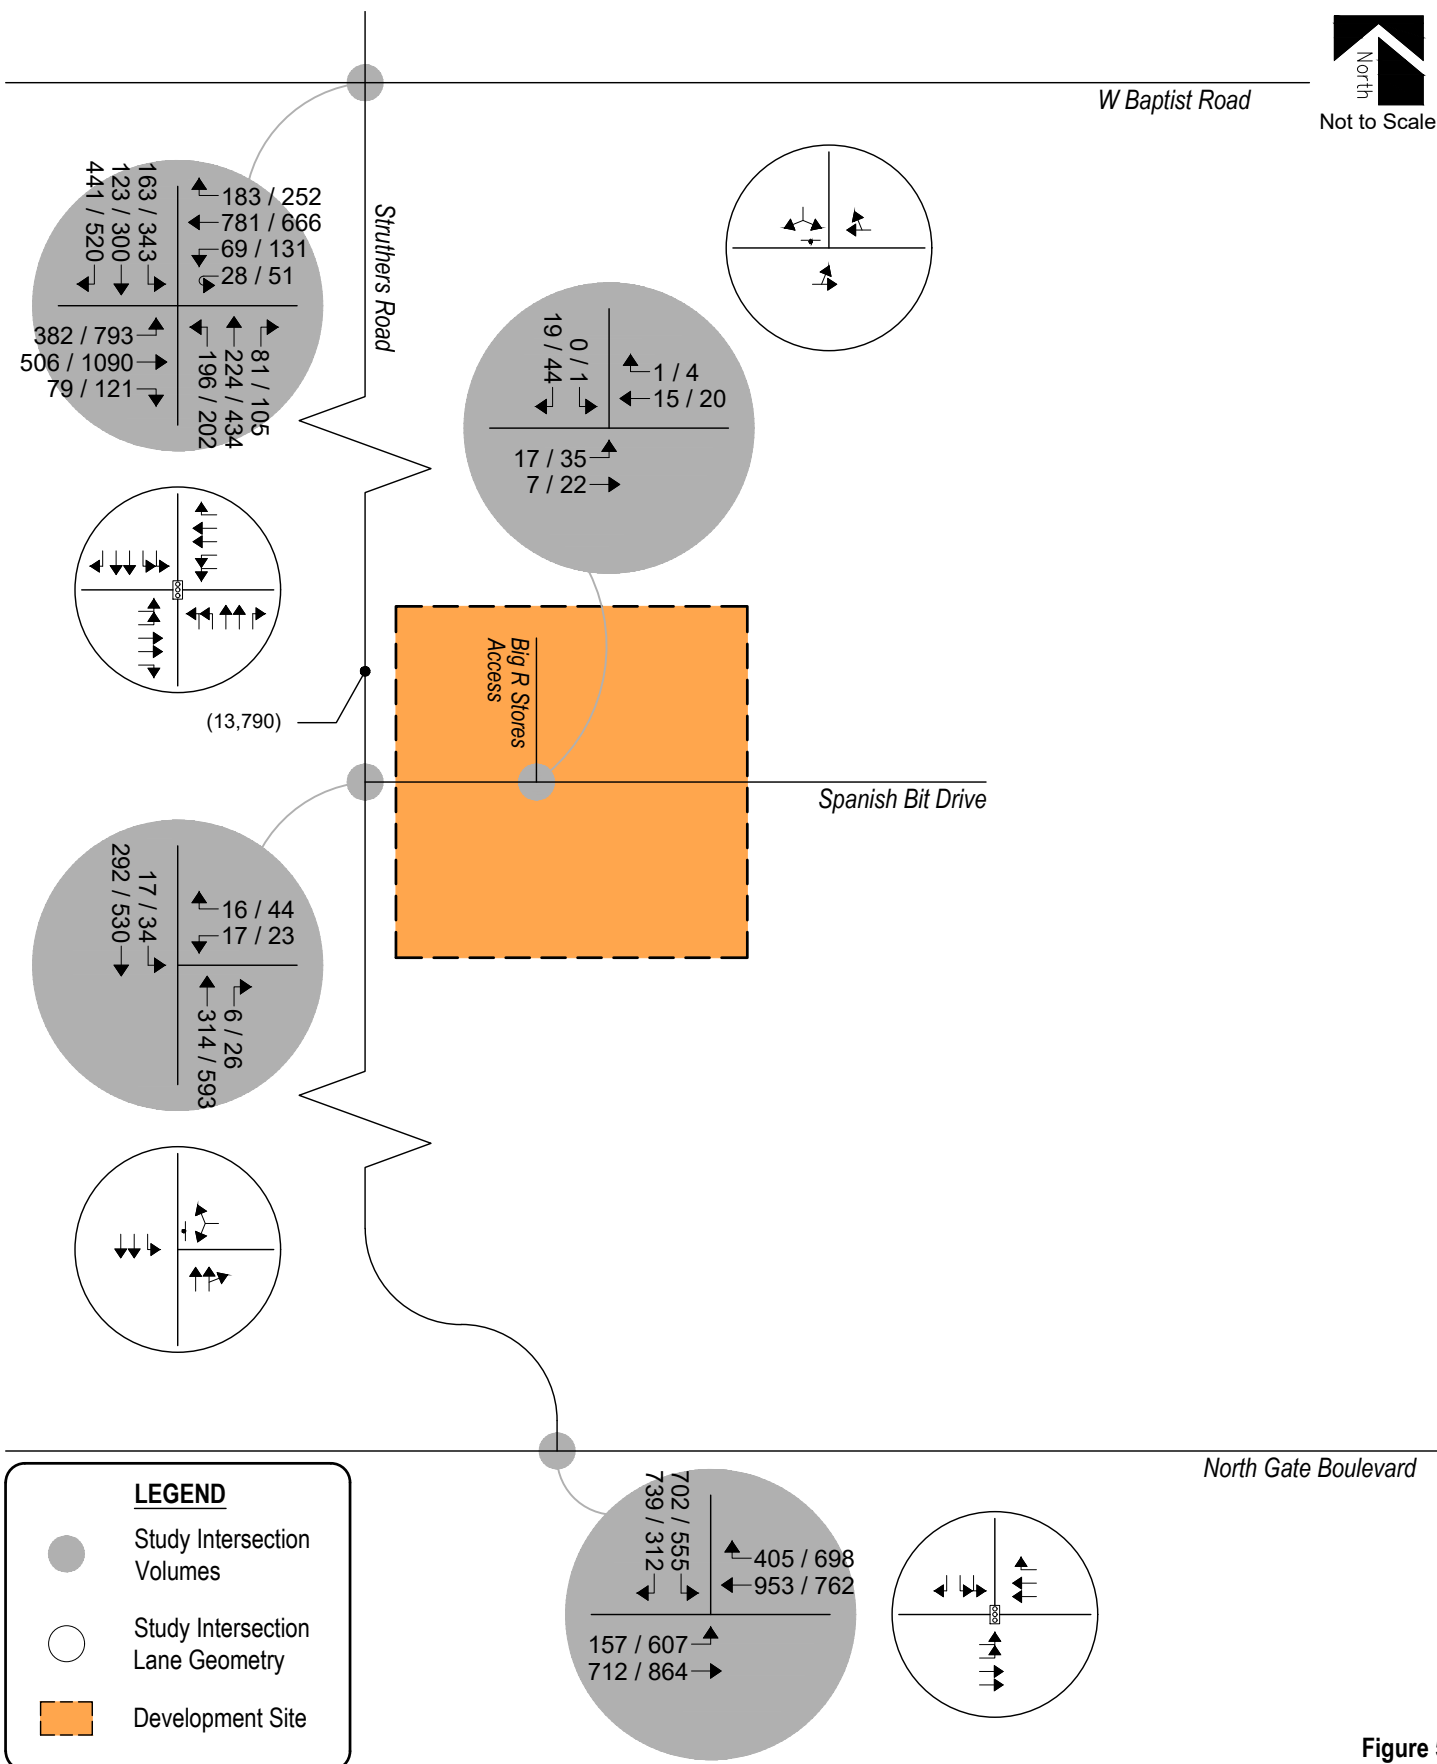 North
Not to Scale
W Baptist Road
Struthers Road
163 / 343
123 / 300
441 / 520
183 / 252
781 / 666
69 / 131
28 / 51
382 / 793
506 / 1090
79 / 121
81 / 105
224 / 434
196 / 202
0 / 1
19 / 44
1 / 4
15 / 20
17 / 35
7 / 22
Big R Stores
Access
(13,790)
Spanish Bit Drive
17 / 34
292 / 530
16 / 44
17 / 23
6 / 26
314 / 593
North Gate Boulevard
702 / 555
739 / 312
405 / 698
953 / 762
157 / 607
712 / 864
LEGEND
Study Intersection
Volumes
Study Intersection
Lane Geometry
Development Site
Figure